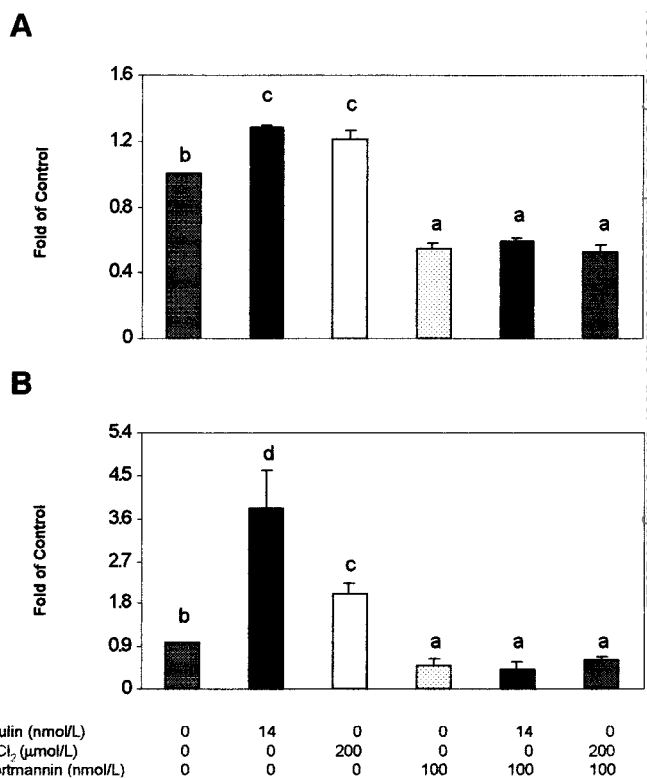 A
1.6
1.2
0.8
0.4
0
Fold of Control
b
c
c
a
a
a
B
5.4
4.5
3.6
2.7
1.8
0.9
0
Fold of Control
b
d
c
a
a
a
ulin (nmol/L) 0 14 0 0 14 0
Cl₂ (μmol/L) 0 0 200 0 0 200
rtmannin (nmol/L) 0 0 0 100 100 100